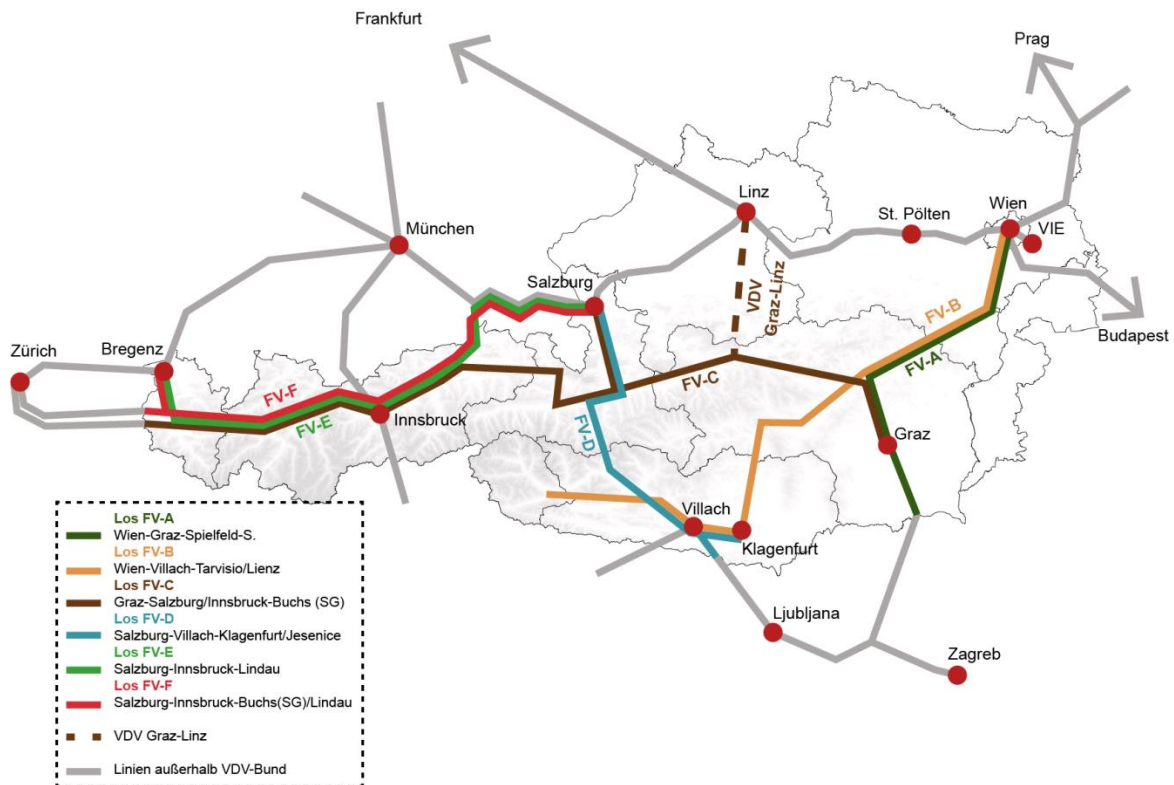 Frankfurt
Prag
Linz
St. Pölten
Wien
VIE
München
Salzburg
VDV
Graz-Linz
FV-B
FV-A
Budapest
Zürich
Bregenz
FV-F
FV-E
Innsbruck
FV-C
FV-D
Graz
Villach
Klagenfurt
Ljubljana
Zagreb
Los FV-A
Wien-Graz-Spielfeld-S.
Los FV-B
Wien-Villach-Tarvisio/Lienz
Los FV-C
Graz-Salzburg/Innsbruck-Buchs (SG)
Los FV-D
Salzburg-Villach-Klagenfurt/Jesenice
Los FV-E
Salzburg-Innsbruck-Lindau
Los FV-F
Salzburg-Innsbruck-Buchs(SG)/Lindau
VDV Graz-Linz
Linien außerhalb VDV-Bund